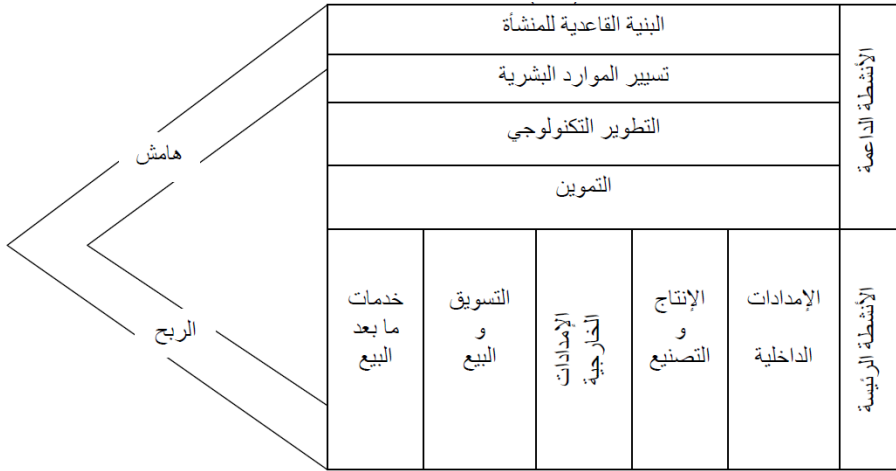 البنية القاعدية للمنشأة
تسيير الموارد البشرية
التطوير التكنولوجي
التموين
الأنشطة الداعمة
هامش
الربح
الأنشطة الرئيسة
الإمدادات
الداخلية
الإنتاج
و
التصنيع
الإمدادات
الخارجية
التسويق
و
البيع
خدمات
ما بعد
البيع